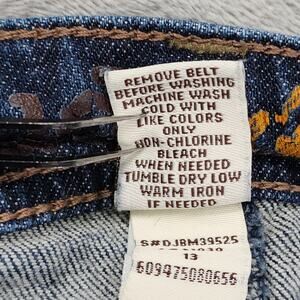 REMOVE BELT
BEFORE WASHING
MACHINE WASH
COLD WITH
LIKE COLORS
ONLY
NON-CHLORINE
BLEACH
WHEN NEEDED
TUMBLE DRY LOW
WARM IRON
IF NEEDED
S#DJBM39525
13
609475080656